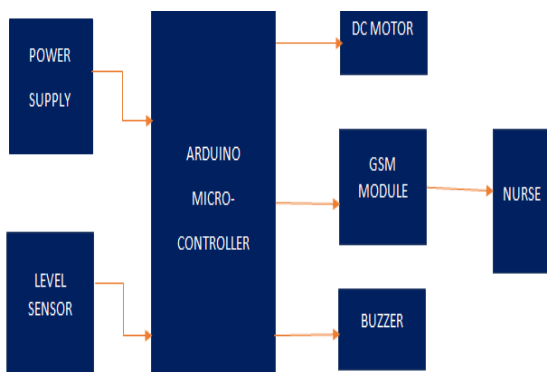 POWER
SUPPLY
LEVEL
SENSOR
ARDUINO
MICRO-
CONTROLLER
DC MOTOR
GSM
MODULE
BUZZER
NURSE